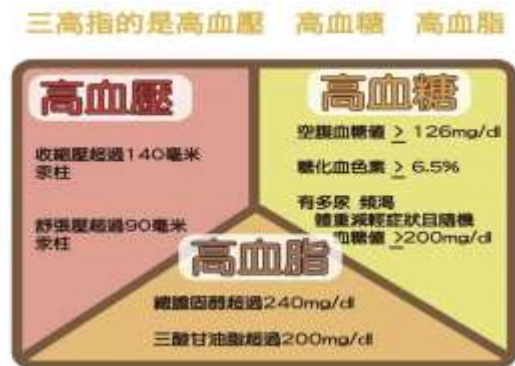 三高指的是高血壓 高血糖 高血脂
高血壓
收縮壓超過140毫米
汞柱
舒張壓超過90毫米
汞柱
高血糖
空腹血糖值 ≥ 126mg/dl
糖化血色素 ≥ 6.5%
有多尿 頻渴
體重減輕症狀且隨機
血糖值 ≥200mg/dl
高血脂
總膽固醇超過240mg/dl
三酸甘油脂超過200mg/dl